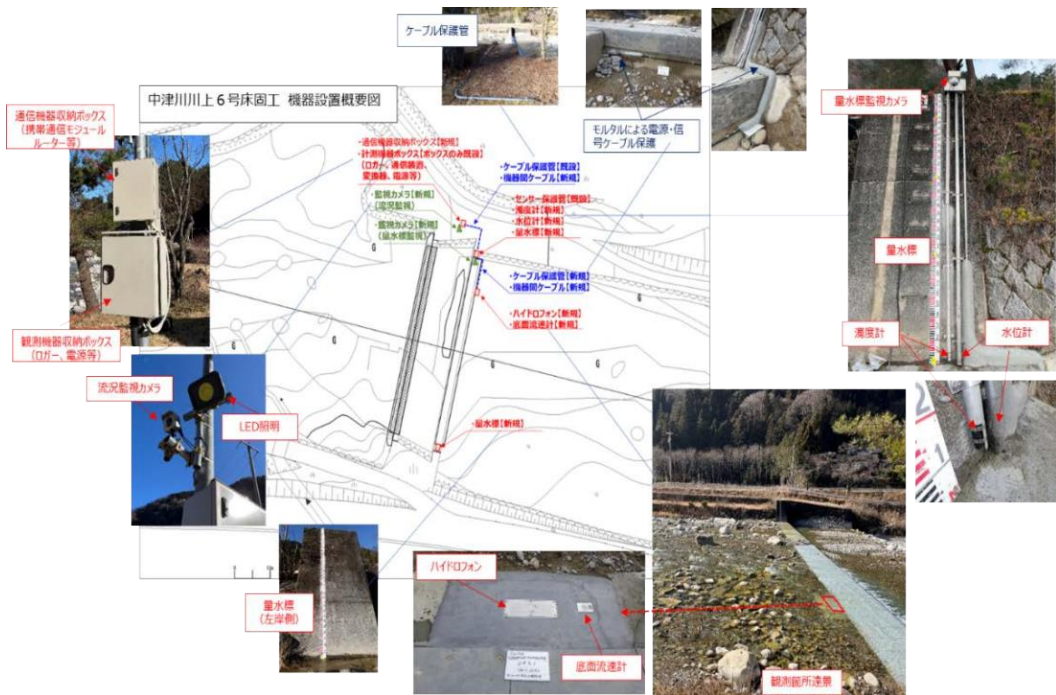 ケーブル保護管
中津川川上6号床固工 機器設置概要図
通信機器収納ボックス
(携帯通信モジュール
ルーター等)
モルタルによる電源・信
号ケーブル保護
量水標監視カメラ
・通信機器収納ボックス【新規】
・計測機器ボックス【ボックスのみ既設】
(ロガー、通信装置、
変換器、電源等)
・ケーブル保護管【既設】
・機器間ケーブル【新規】
・監視カメラ【新規】
(流況監視)
・センサー保護管【既設】
・濁度計【新規】
・水位計【新規】
・量水標【新規】
・監視カメラ【新規】
(量水標監視)
量水標
・ケーブル保護管【新規】
・機器間ケーブル【新規】
・ハイドロフォン【新規】
・底面流速計【新規】
濁度計
水位計
観測機器収納ボックス
(ロガー、電源等)
流況監視カメラ
LED照明
・量水標【新規】
2
1
ハイドロフォン
量水標
(左岸側)
底面流速計
観測箇所遠景
G
G
G
G
G